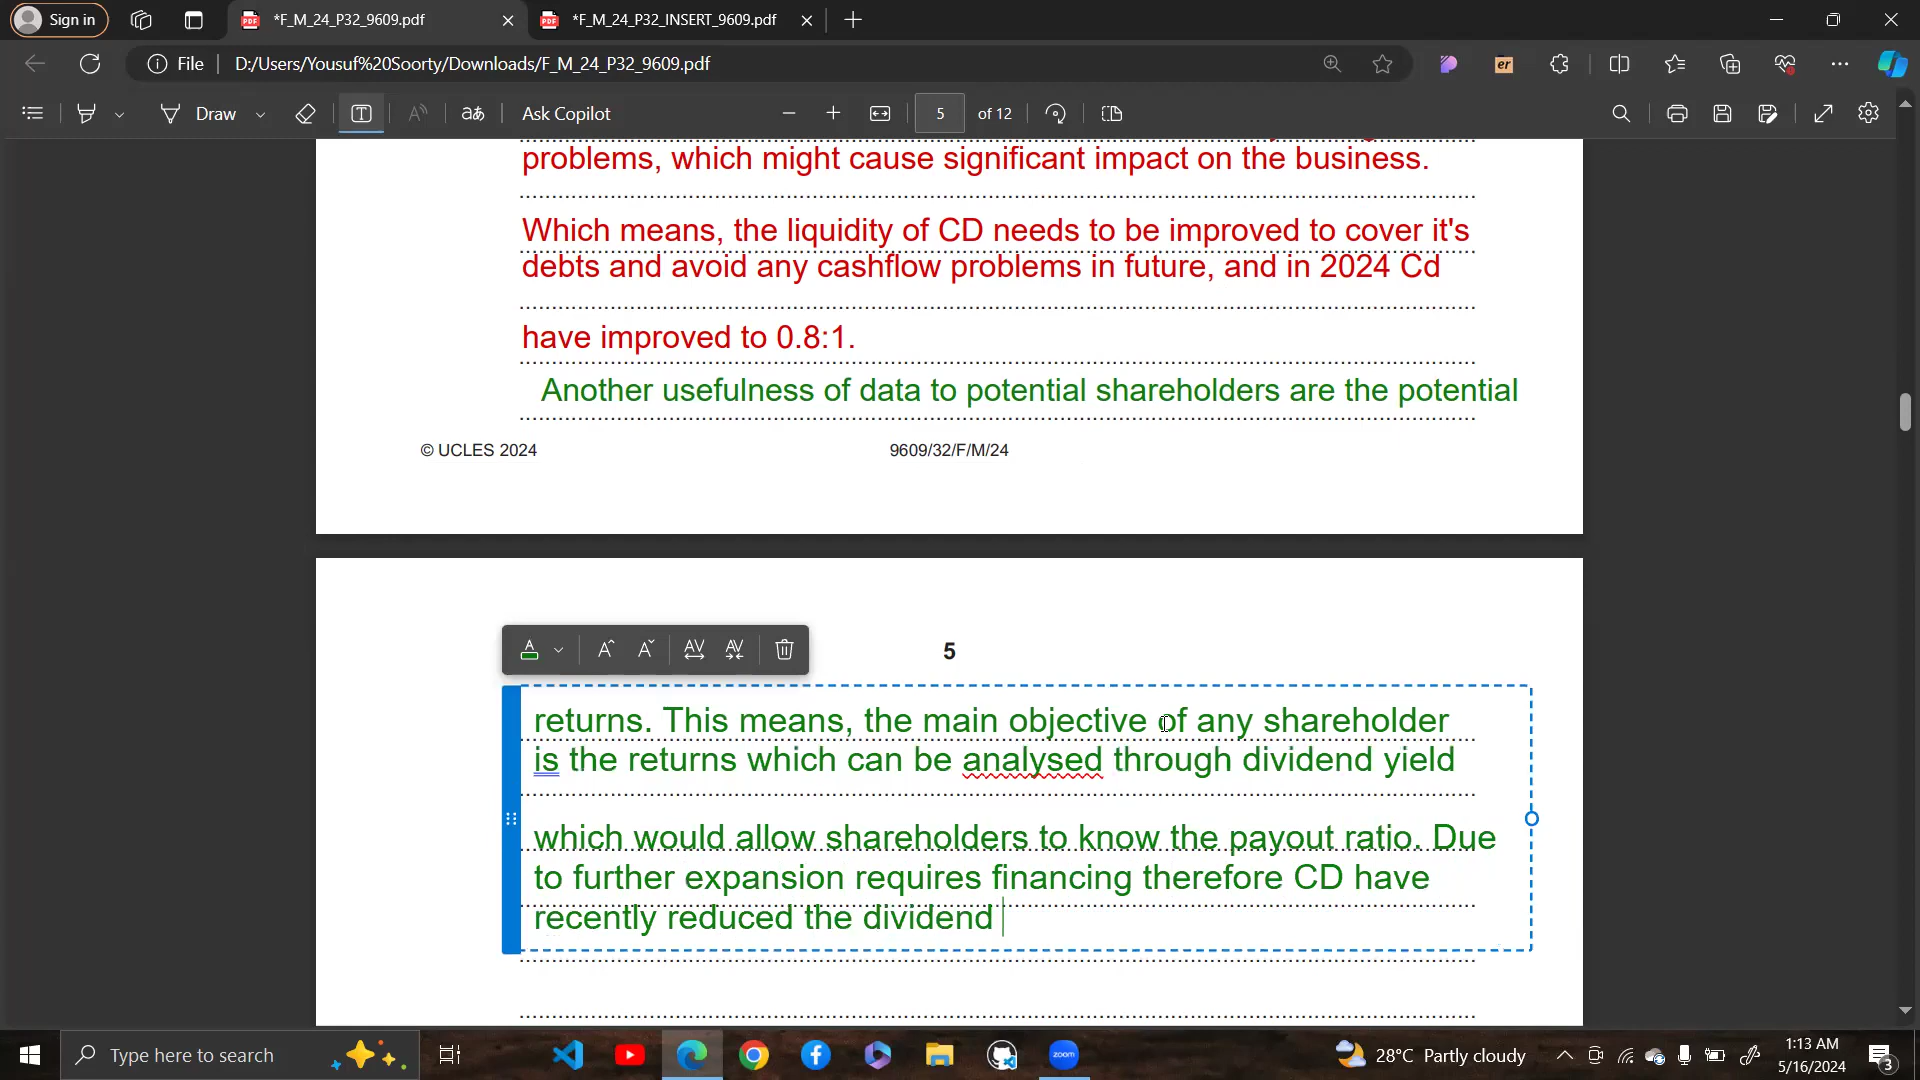 Sign in
*F_M_24_P32_9609.pdf
*F_M_24_P32_INSERT_9609.pdf
File
D:/Users/Yousuf%20Soorty/Downloads/F_M_24_P32_9609.pdf
er
Draw
aあ
Ask Copilot
5
of 12
problems, which might cause significant impact on the business.
Which means, the liquidity of CD needs to be improved to cover it's
debts and avoid any cashflow problems in future, and in 2024 Cd
have improved to 0.8:1.
Another usefulness of data to potential shareholders are the potential
© UCLES 2024
9609/32/F/M/24
5
returns. This means, the main objective of any shareholder
is the returns which can be analysed through dividend yield
which would allow shareholders to know the payout ratio. Due
to further expansion requires financing therefore CD have
recently reduced the dividend
Type here to search
zoom
28°C Partly cloudy
1:13 AM
5/16/2024
3